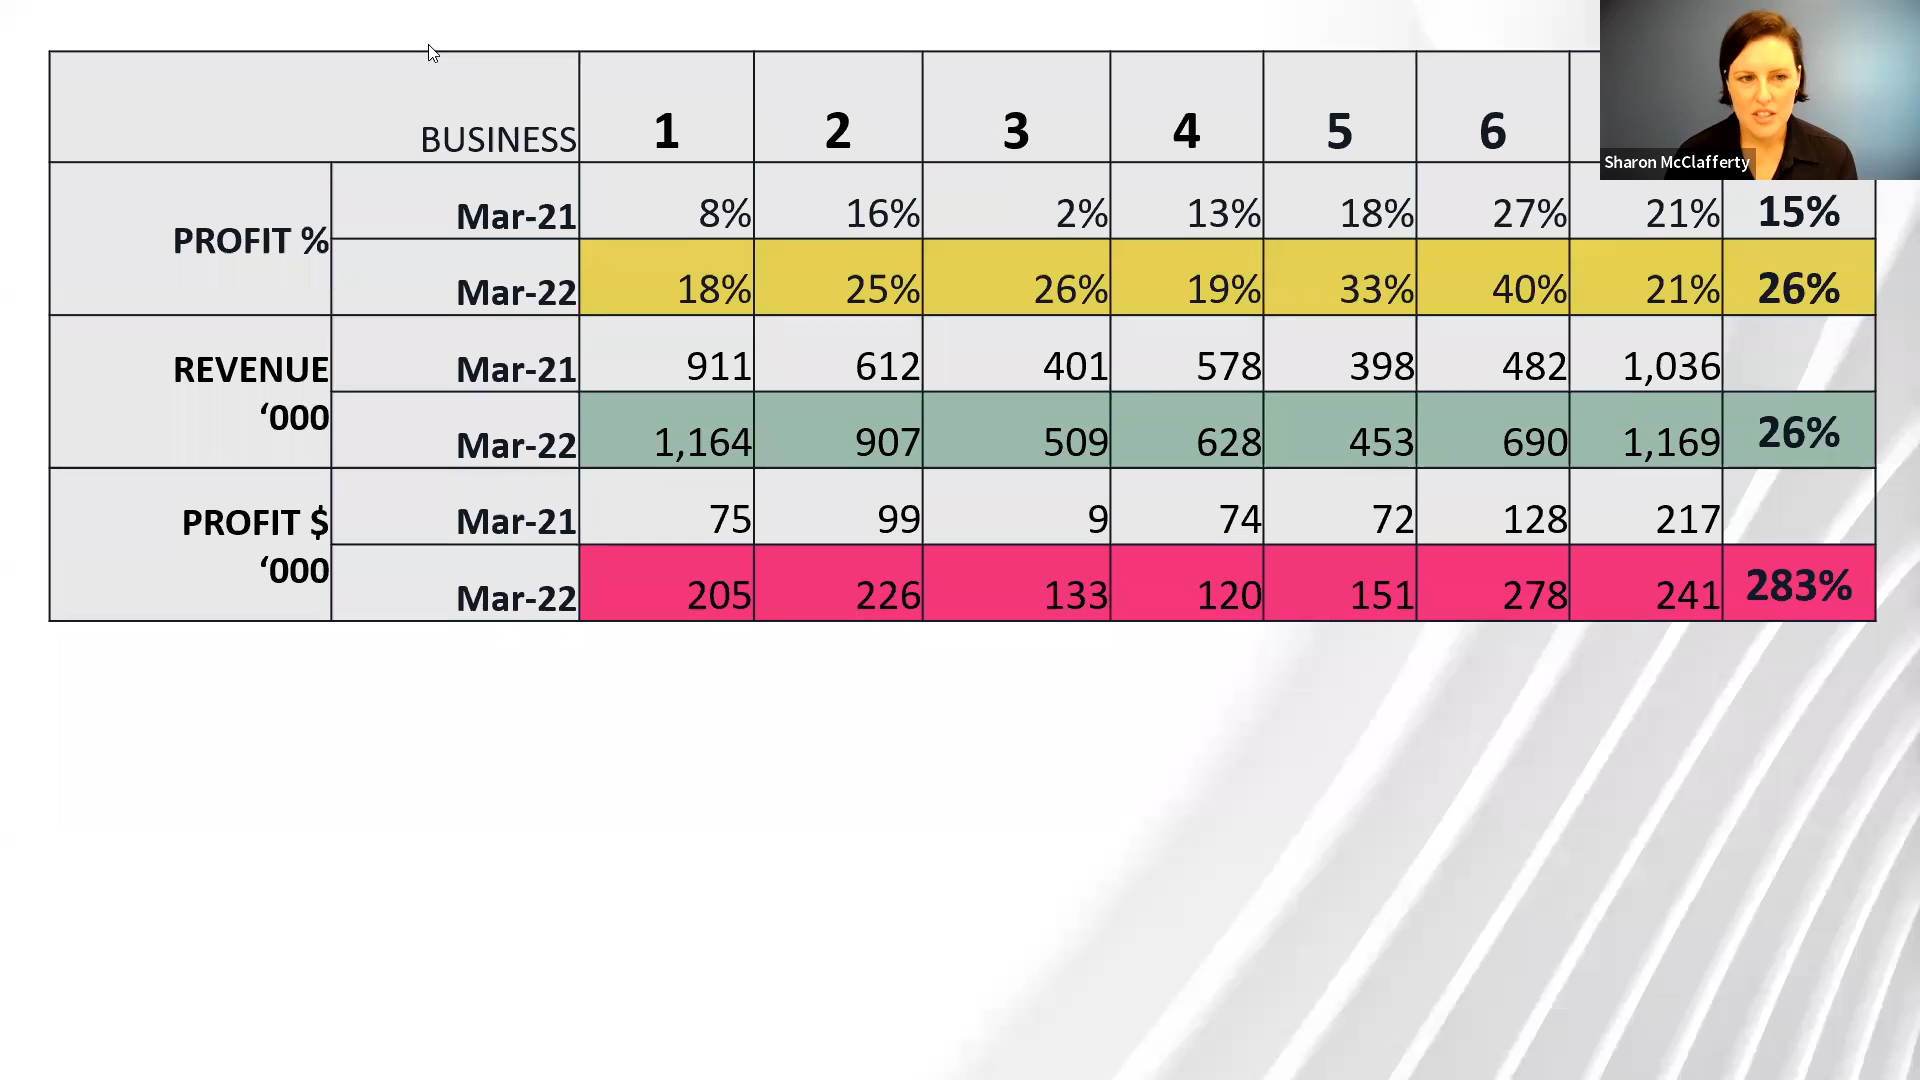 BUSINESS 1 2 3 4 5 6
Sharon McClafferty
PROFIT % Mar-21 8% 16% 2% 13% 18% 27% 21% 15%
Mar-22 18% 25% 26% 19% 33% 40% 21% 26%
REVENUE ‘000 Mar-21 911 612 401 578 398 482 1,036
Mar-22 1,164 907 509 628 453 690 1,169 26%
PROFIT $ ‘000 Mar-21 75 99 9 74 72 128 217
Mar-22 205 226 133 120 151 278 241 283%